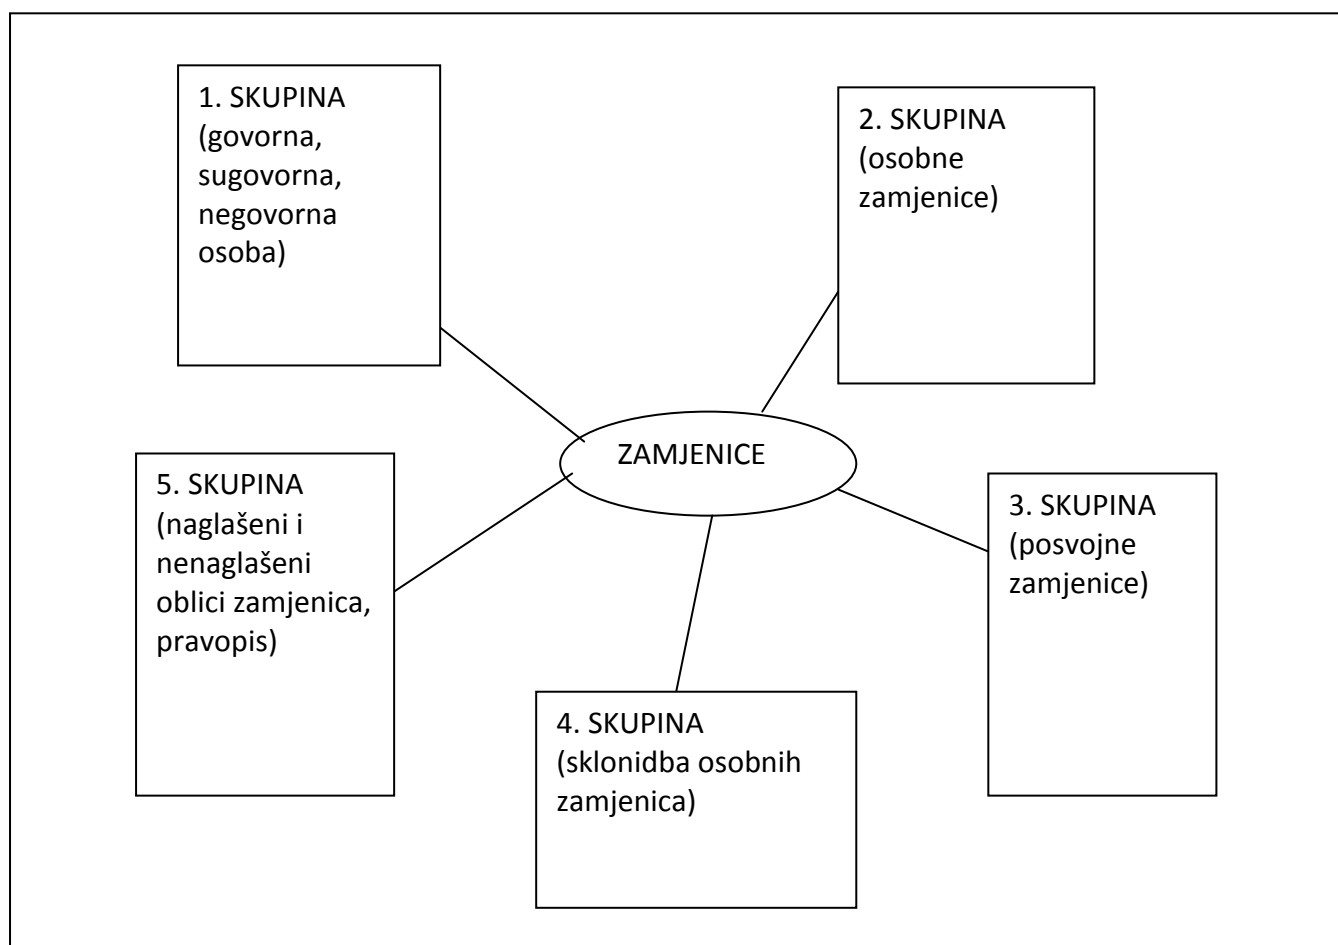 1. SKUPINA
(govorna,
sugovorna,
negovorna
osoba)
2. SKUPINA
(osobne
zamjenice)
ZAMJENICE
5. SKUPINA
(naglašeni i
nenaglašeni
oblici zamjenica,
pravopis)
3. SKUPINA
(posvojne
zamjenice)
4. SKUPINA
(sklonidba osobnih
zamjenica)